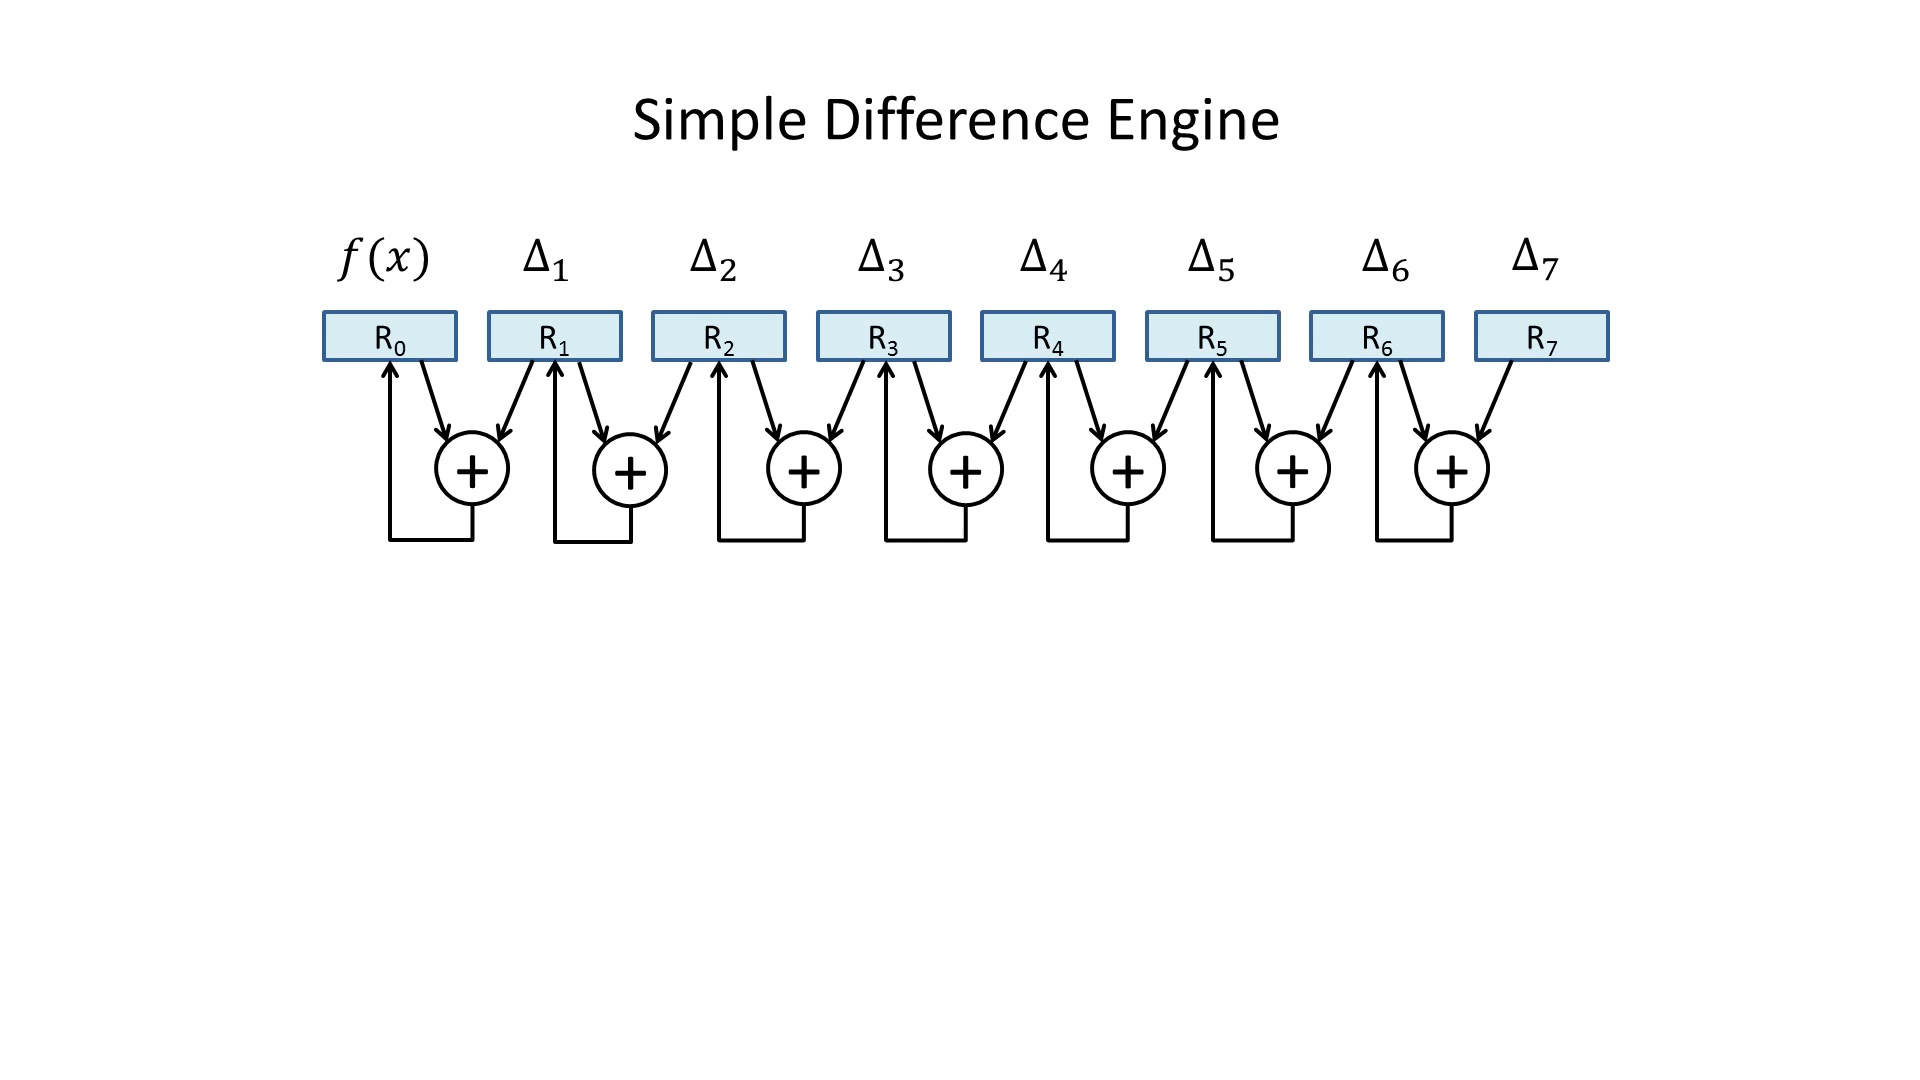 Simple Difference Engine
f(x) Δ₁ Δ₂ Δ₃ Δ₄ Δ₅ Δ₆ Δ₇
R₀ R₁ R₂ R₃ R₄ R₅ R₆ R₇
+ + + + + + +